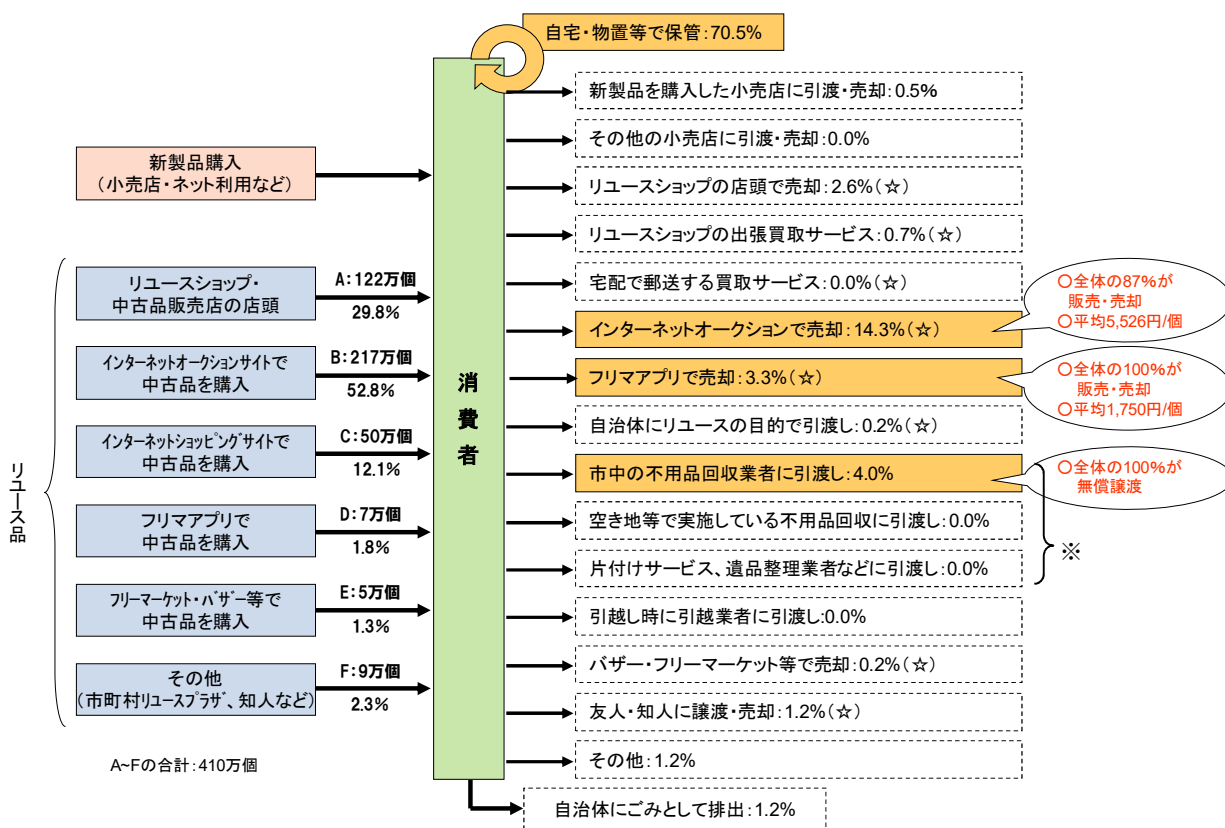 自宅・物置等で保管:70.5%
新製品を購入した小売店に引渡・売却:0.5%
その他の小売店に引渡・売却:0.0%
新製品購入
(小売店・ネット利用など)
リユースショップの店頭で売却:2.6%(☆)
リユースショップの出張買取サービス:0.7%(☆)
リユースショップ・
中古品販売店の店頭
A:122万個
29.8%
宅配で郵送する買取サービス:0.0%(☆)
〇全体の87%が
販売・売却
〇平均5,526円/個
インターネットオークションで売却:14.3%(☆)
インターネットオークションサイトで
中古品を購入
B:217万個
52.8%
フリマアプリで売却:3.3%(☆)
〇全体の100%が
販売・売却
〇平均1,750円/個
消費者
自治体にリユースの目的で引渡し:0.2%(☆)
インターネットショッピングサイトで
中古品を購入
C:50万個
12.1%
市中の不用品回収業者に引渡し:4.0%
〇全体の100%が
無償譲渡
リユース品
フリマアプリで
中古品を購入
D:7万個
1.8%
空き地等で実施している不用品回収に引渡し:0.0%
※
片付けサービス、遺品整理業者などに引渡し:0.0%
フリーマーケット・バザー等で
中古品を購入
E:5万個
1.3%
引越し時に引越業者に引渡し:0.0%
バザー・フリーマーケット等で売却:0.2%(☆)
その他
(市町村リユースプラザ、知人など)
F:9万個
2.3%
友人・知人に譲渡・売却:1.2%(☆)
その他:1.2%
A~Fの合計:410万個
自治体にごみとして排出:1.2%